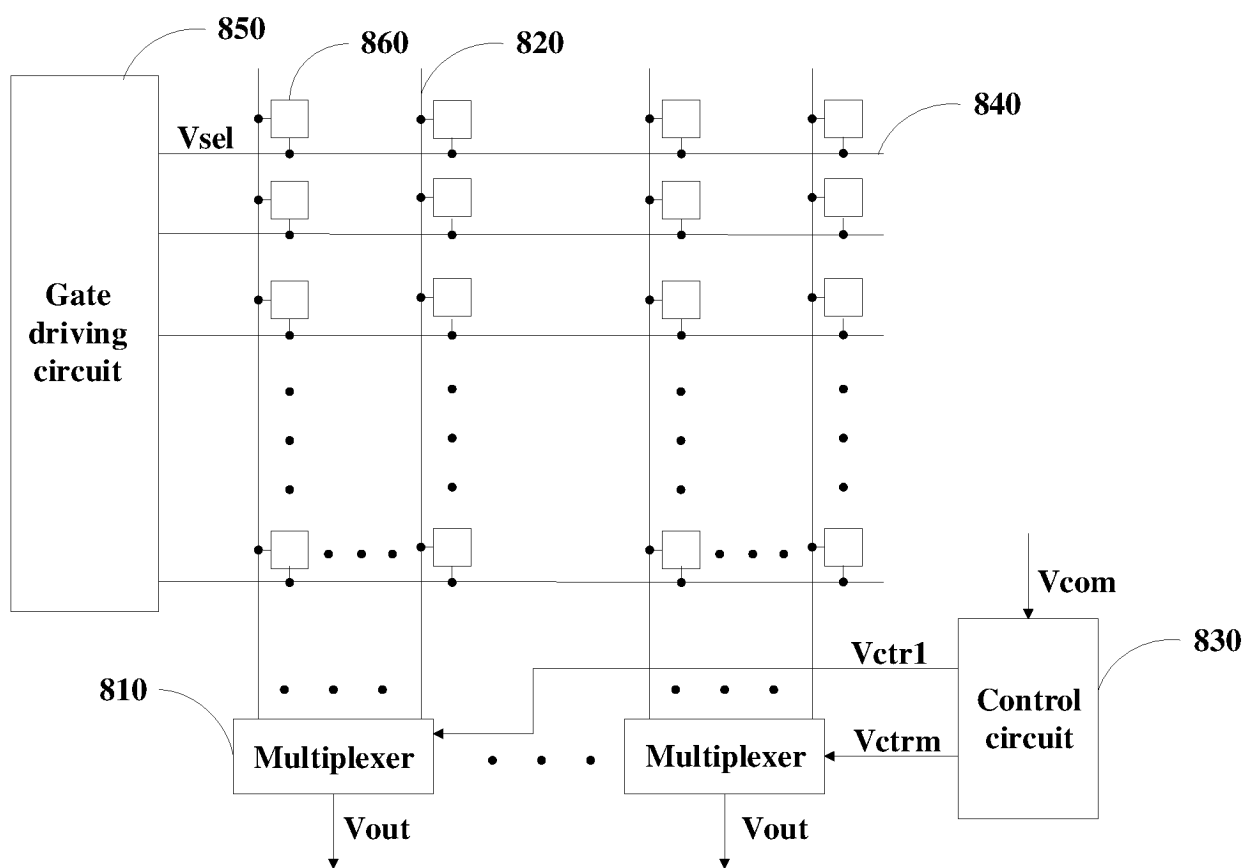 850
860
820
840
Vsel
Gate
driving
circuit
Vcom
Vctr1
830
810
Control
circuit
Multiplexer
Multiplexer
Vctrm
Vout
Vout